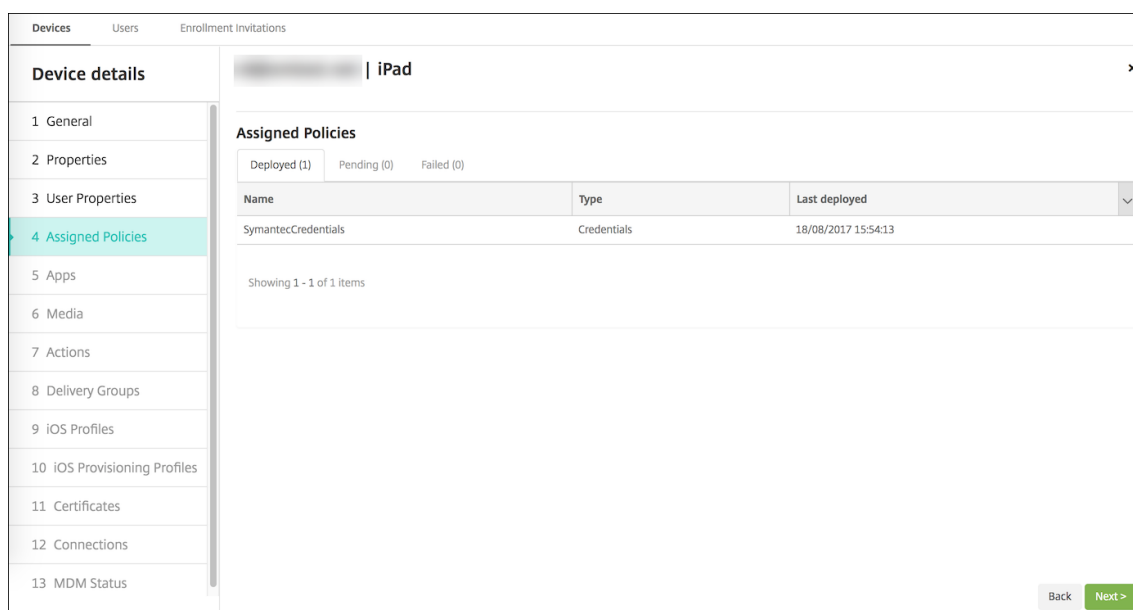 Devices Users Enrollment Invitations
Device details
| iPad
1 General
2 Properties
3 User Properties
4 Assigned Policies
5 Apps
6 Media
7 Actions
8 Delivery Groups
9 iOS Profiles
10 iOS Provisioning Profiles
11 Certificates
12 Connections
13 MDM Status
Assigned Policies
Deployed (1) Pending (0) Failed (0)
Name Type Last deployed
SymantecCredentials Credentials 18/08/2017 15:54:13
Showing 1 - 1 of 1 items
Back Next >